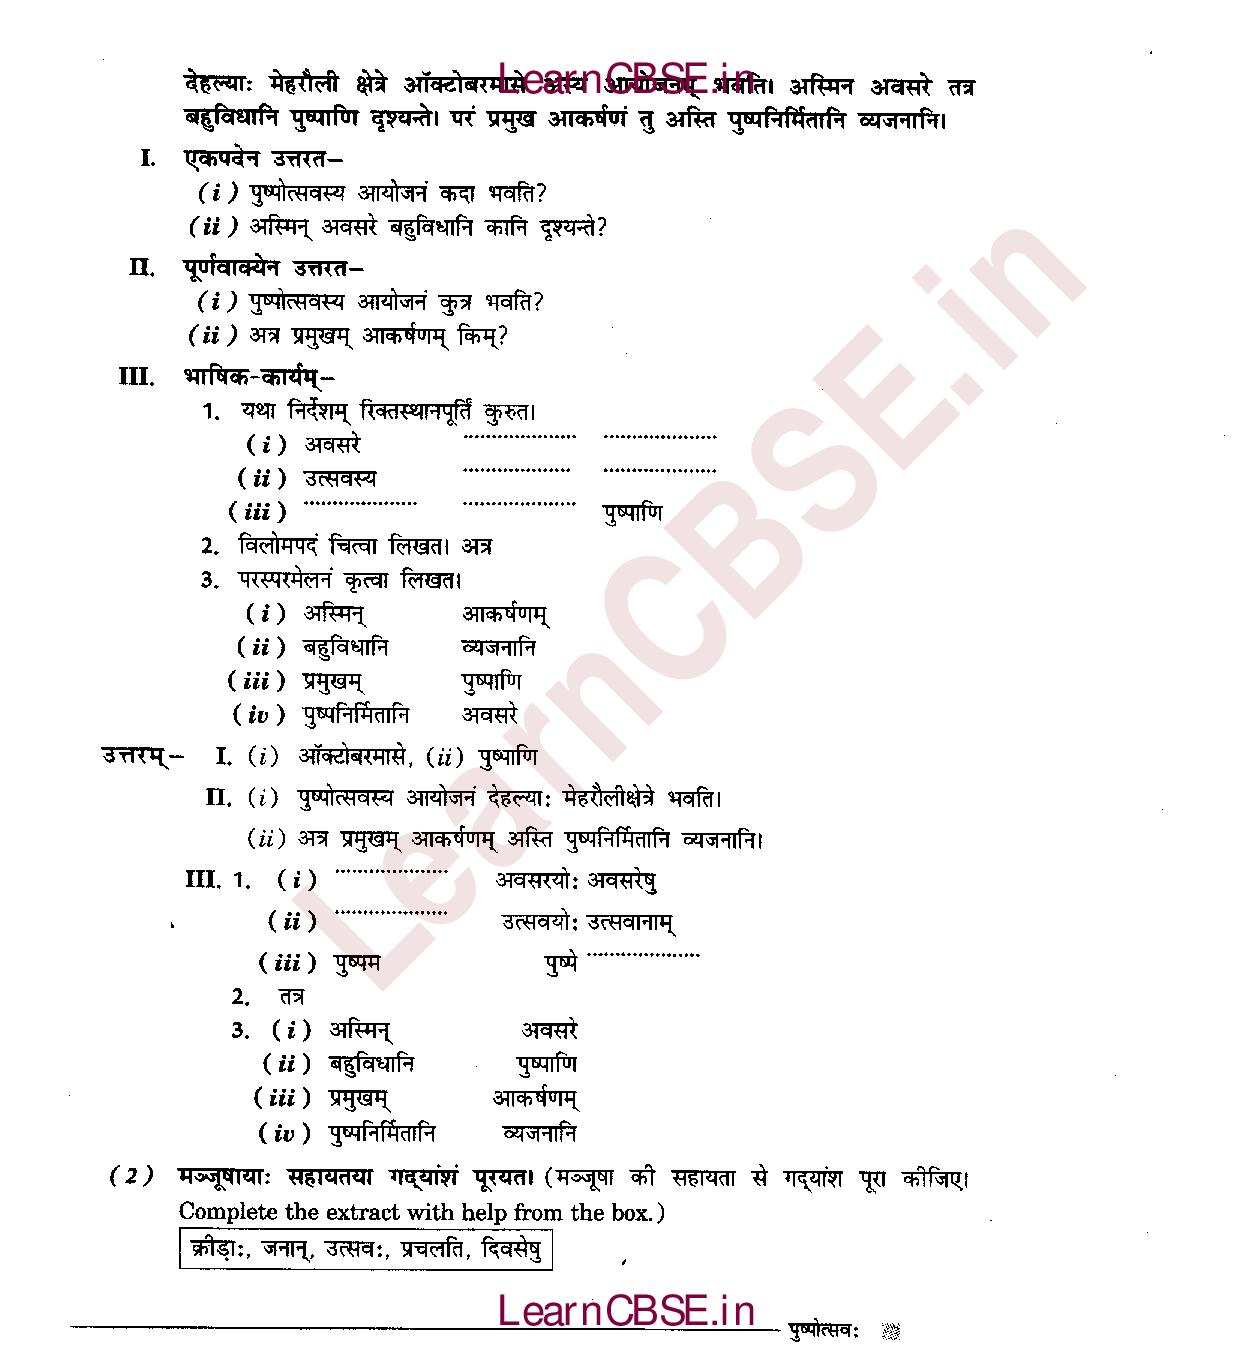 देहल्याः मेहरौली क्षेत्रे ऑक्टोबरमासे अस्य आयोजनम् भवति। अस्मिन अवसरे तत्र
LearnCBSE.in
बहुविधानि पुष्पाणि दृश्यन्ते। परं प्रमुख आकर्षणं तु अस्ति पुष्पनिर्मितानि व्यजनानि।
I. एकपदेन उत्तरत–
(i) पुष्पोत्सवस्य आयोजनं कदा भवति?
(ii) अस्मिन् अवसरे बहुविधानि कानि दृश्यन्ते?
II. पूर्णवाक्येन उत्तरत–
(i) पुष्पोत्सवस्य आयोजनं कुत्र भवति?
(ii) अत्र प्रमुखम् आकर्षणम् किम्?
III. भाषिक-कार्यम्–
1. यथा निर्देशम् रिक्तस्थानपूर्तिं कुरुत।
(i) अवसरे .................... ....................
(ii) उत्सवस्य .................... ....................
(iii) .................... .................... पुष्पाणि
2. विलोमपदं चित्वा लिखत। अत्र
3. परस्परमेलनं कृत्वा लिखत।
(i) अस्मिन् आकर्षणम्
(ii) बहुविधानि व्यजनानि
(iii) प्रमुखम् पुष्पाणि
(iv) पुष्पनिर्मितानि अवसरे
उत्तरम्– I. (i) ऑक्टोबरमासे, (ii) पुष्पाणि
II. (i) पुष्पोत्सवस्य आयोजनं देहल्याः मेहरौलीक्षेत्रे भवति।
(ii) अत्र प्रमुखम् आकर्षणम् अस्ति पुष्पनिर्मितानि व्यजनानि।
III. 1. (i) .................... अवसरयोः अवसरेषु
(ii) .................... उत्सवयोः उत्सवानाम्
(iii) पुष्पम पुष्पे ....................
2. तत्र
3. (i) अस्मिन् अवसरे
(ii) बहुविधानि पुष्पाणि
(iii) प्रमुखम् आकर्षणम्
(iv) पुष्पनिर्मितानि व्यजनानि
(2) मञ्जूषायाः सहायतया गद्यांशं पूरयत। (मञ्जूषा की सहायता से गद्यांश पूरा कीजिए।
Complete the extract with help from the box.)
क्रीड़ाः, जनान्, उत्सवः, प्रचलति, दिवसेषु
LearnCBSE.in
पुष्पोत्सवः
LearnCBSE.in